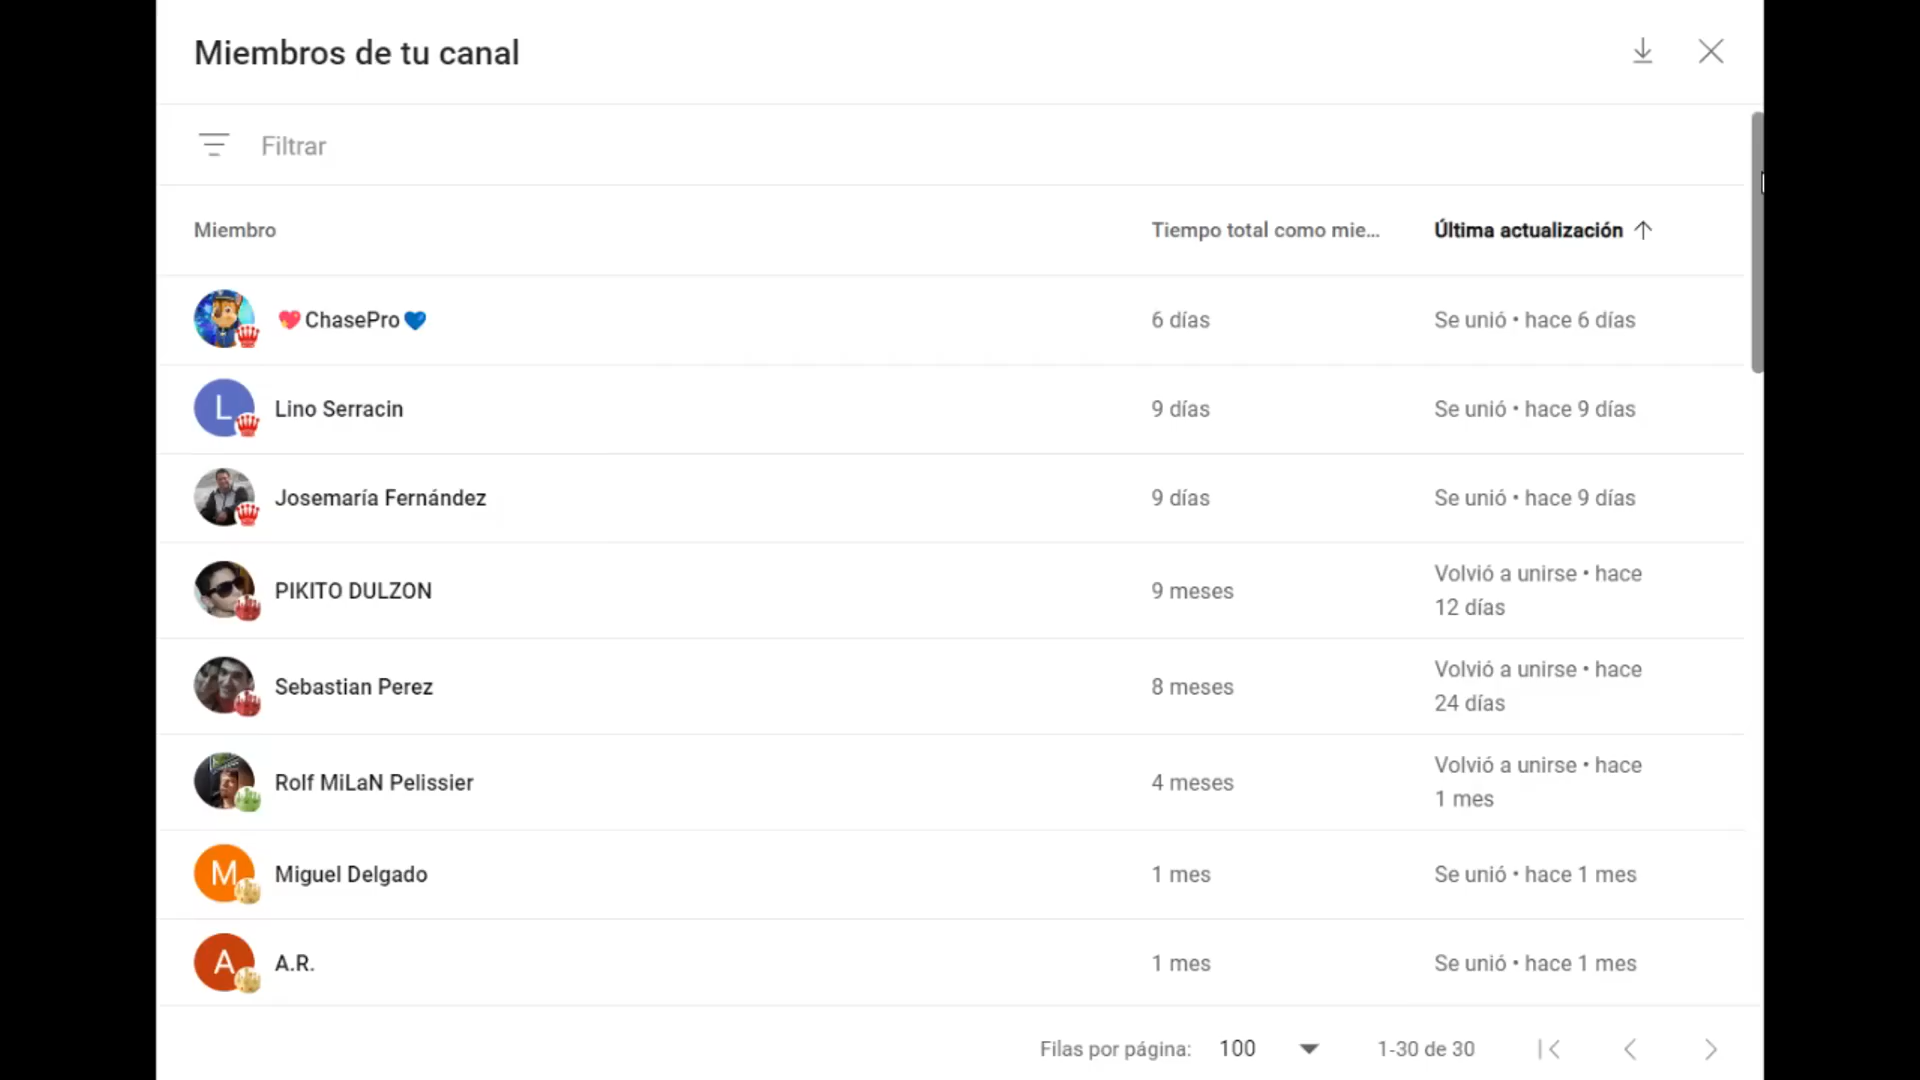 Miembros de tu canal
Filtrar
Miembro Tiempo total como mie... Última actualización
ChasePro 6 días Se unió • hace 6 días
L Lino Serracin 9 días Se unió • hace 9 días
Josemaría Fernández 9 días Se unió • hace 9 días
PIKITO DULZON 9 meses Volvió a unirse • hace
12 días
Sebastian Perez 8 meses Volvió a unirse • hace
24 días
Rolf MiLaN Pelissier 4 meses Volvió a unirse • hace
1 mes
M Miguel Delgado 1 mes Se unió • hace 1 mes
A A.R. 1 mes Se unió • hace 1 mes
Filas por página: 100 1-30 de 30